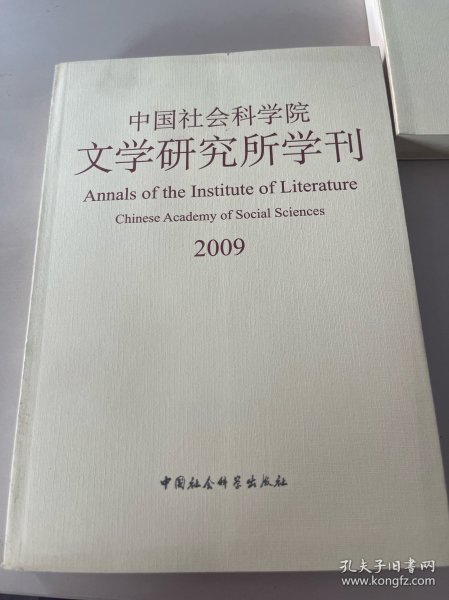 中国社会科学院
文学研究所学刊
Annals of the Institute of Literature
Chinese Academy of Social Sciences
2009
中国社会科学出版社
孔夫子旧书网
www.kongfz.com